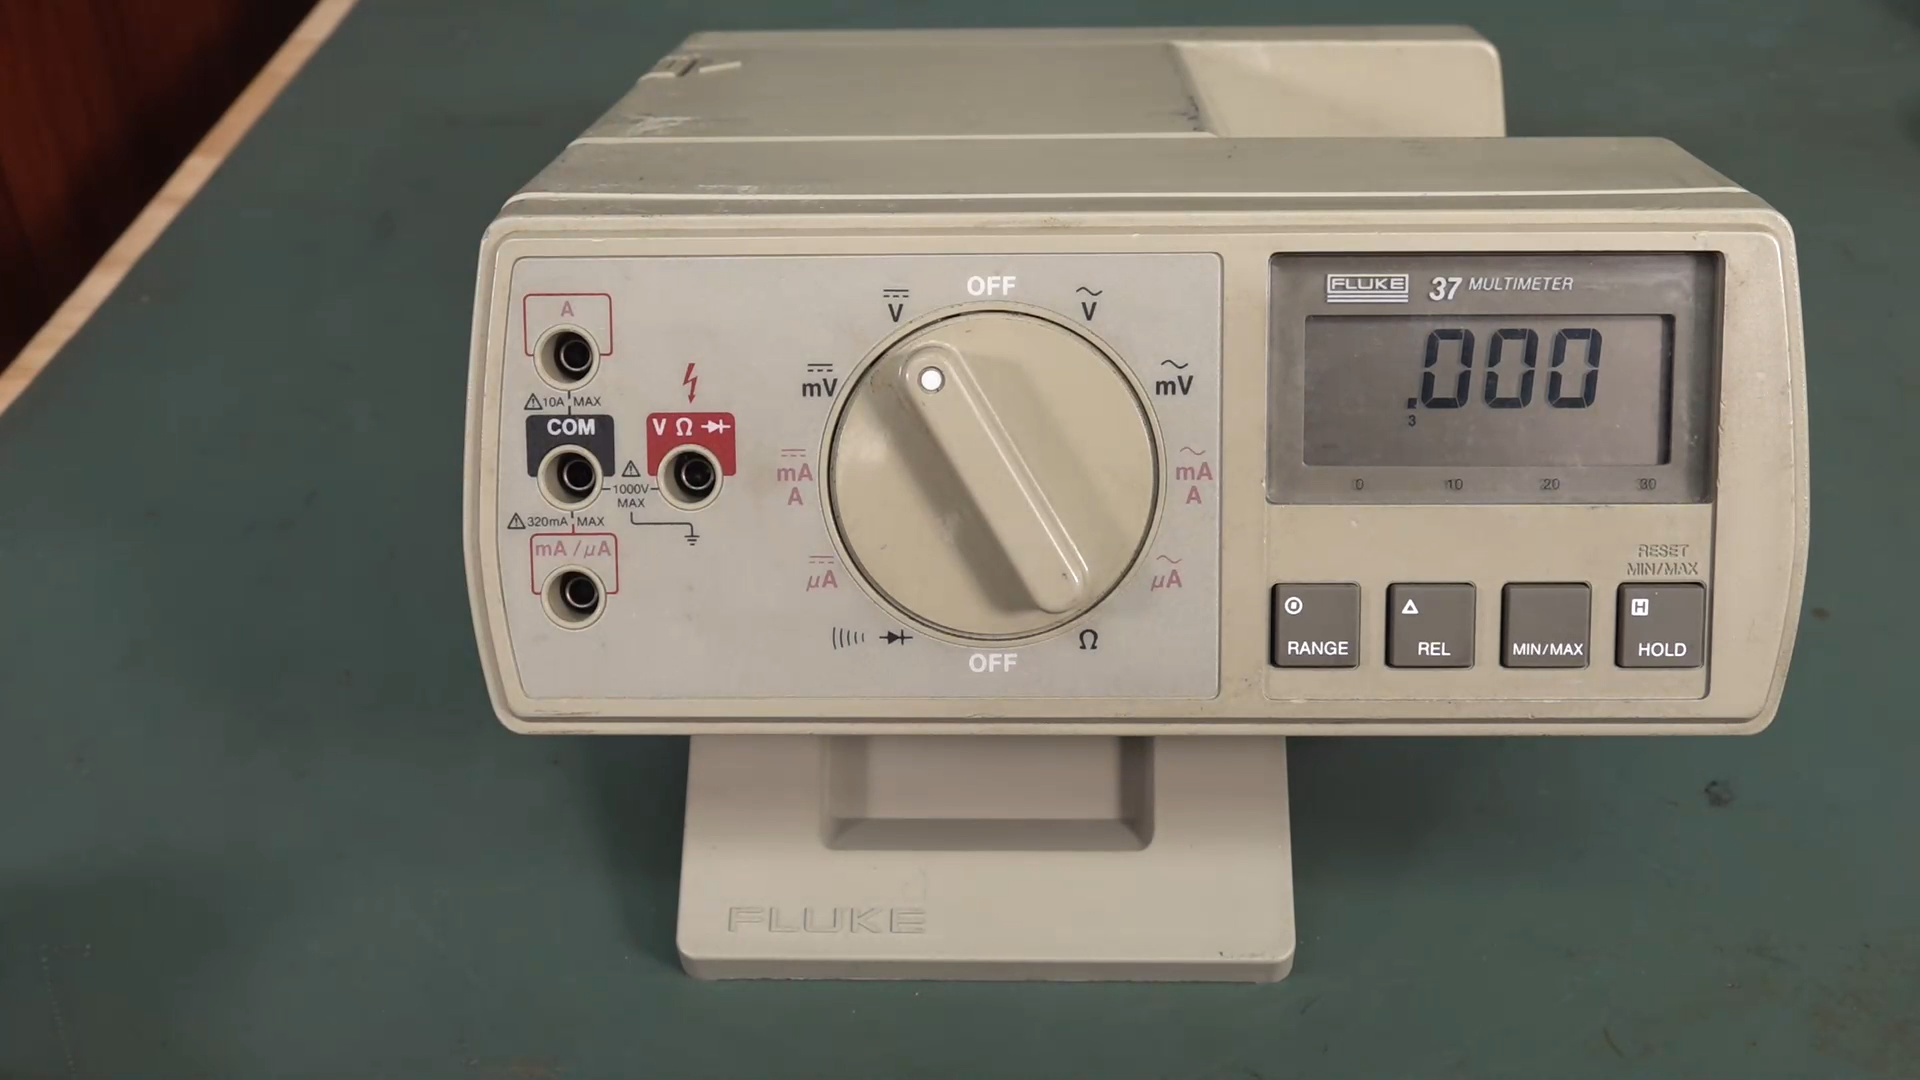 A
⚠10A MAX
COM
V Ω
⚠
1000V
MAX
⚠320mA MAX
mA/µA
OFF
V
V
mV
mV
mA
A
mA
A
µA
µA
Ω
OFF
FLUKE 37 MULTIMETER
.000
3
0 10 20 30
RESET
MIN/MAX
H
RANGE
REL
MIN/MAX
HOLD
FLUKE